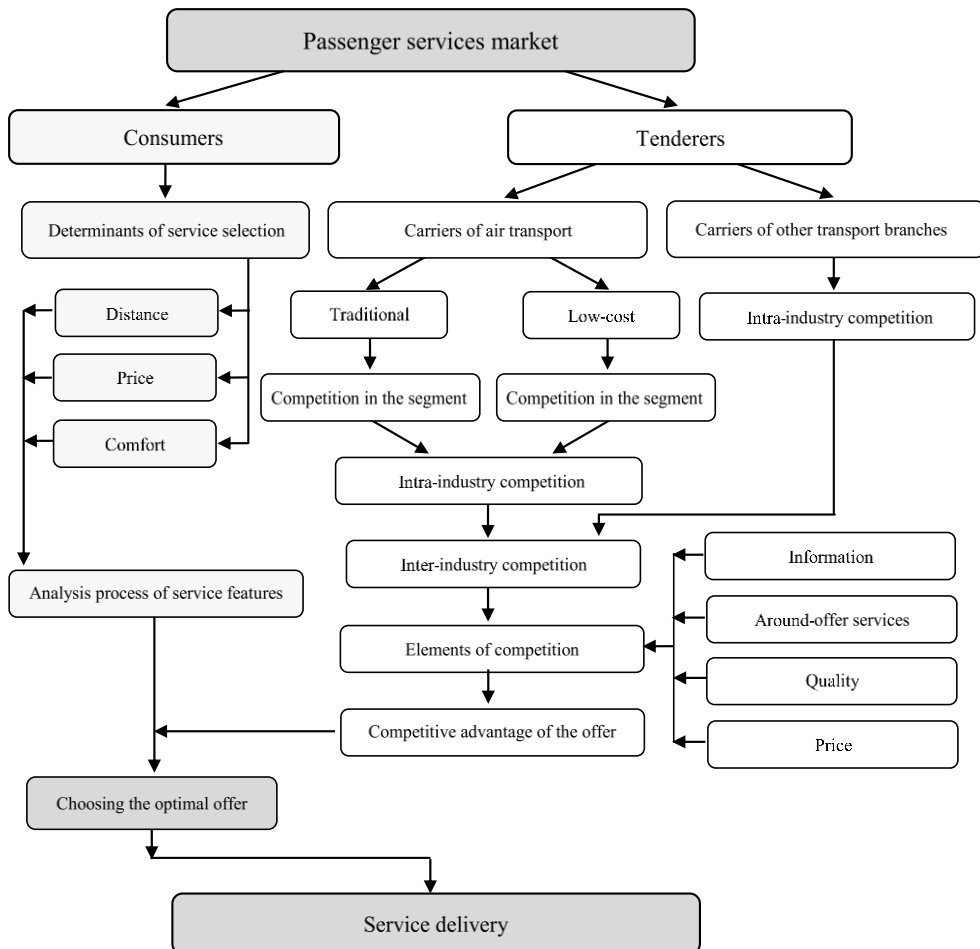 Passenger services market
Consumers
Tenderers
Determinants of service selection
Carriers of air transport
Carriers of other transport branches
Distance
Traditional
Low-cost
Intra-industry competition
Price
Competition in the segment
Competition in the segment
Comfort
Intra-industry competition
Inter-industry competition
Information
Analysis process of service features
Around-offer services
Elements of competition
Quality
Competitive advantage of the offer
Price
Choosing the optimal offer
Service delivery